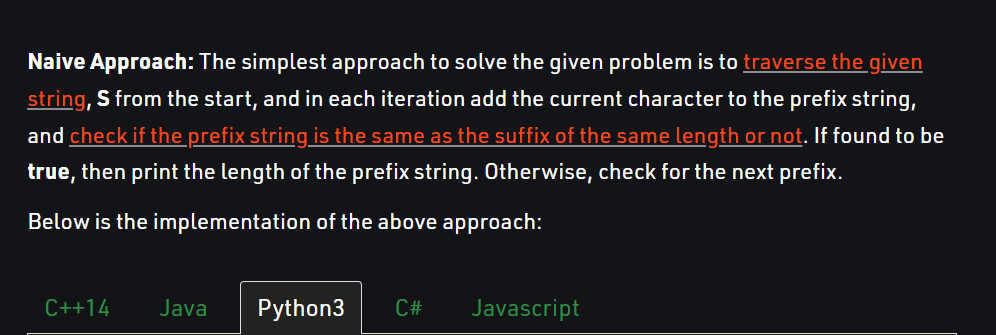 Naive Approach: The simplest approach to solve the given problem is to traverse the given
string, S from the start, and in each iteration add the current character to the prefix string,
and check if the prefix string is the same as the suffix of the same length or not. If found to be
true, then print the length of the prefix string. Otherwise, check for the next prefix.
Below is the implementation of the above approach:
C++14 Java Python3 C# Javascript